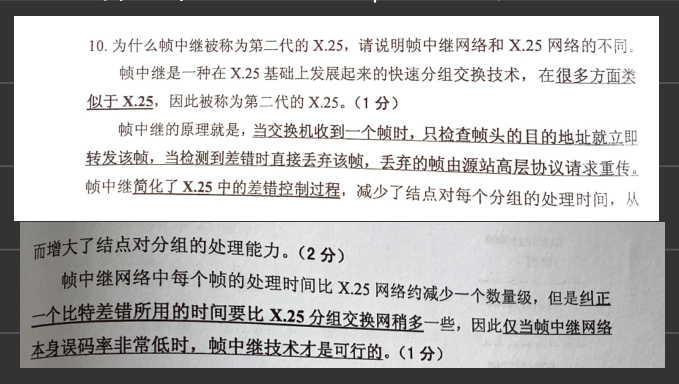 10. 为什么帧中继被称为第二代的 X.25，请说明帧中继网络和 X.25 网络的不同。
帧中继是一种在 X.25 基础上发展起来的快速分组交换技术，在很多方面类
似于 X.25，因此被称为第二代的 X.25。（1 分）
帧中继的原理就是，当交换机收到一个帧时，只检查帧头的目的地址就立即
转发该帧，当检测到差错时直接丢弃该帧，丢弃的帧由源站高层协议请求重传。
帧中继简化了 X.25 中的差错控制过程，减少了结点对每个分组的处理时间，从
而增大了结点对分组的处理能力。（2 分）
帧中继网络中每个帧的处理时间比 X.25 网络约减少一个数量级，但是纠正
一个比特差错所用的时间要比 X.25 分组交换网稍多一些，因此仅当帧中继网络
本身误码率非常低时，帧中继技术才是可行的。（1 分）